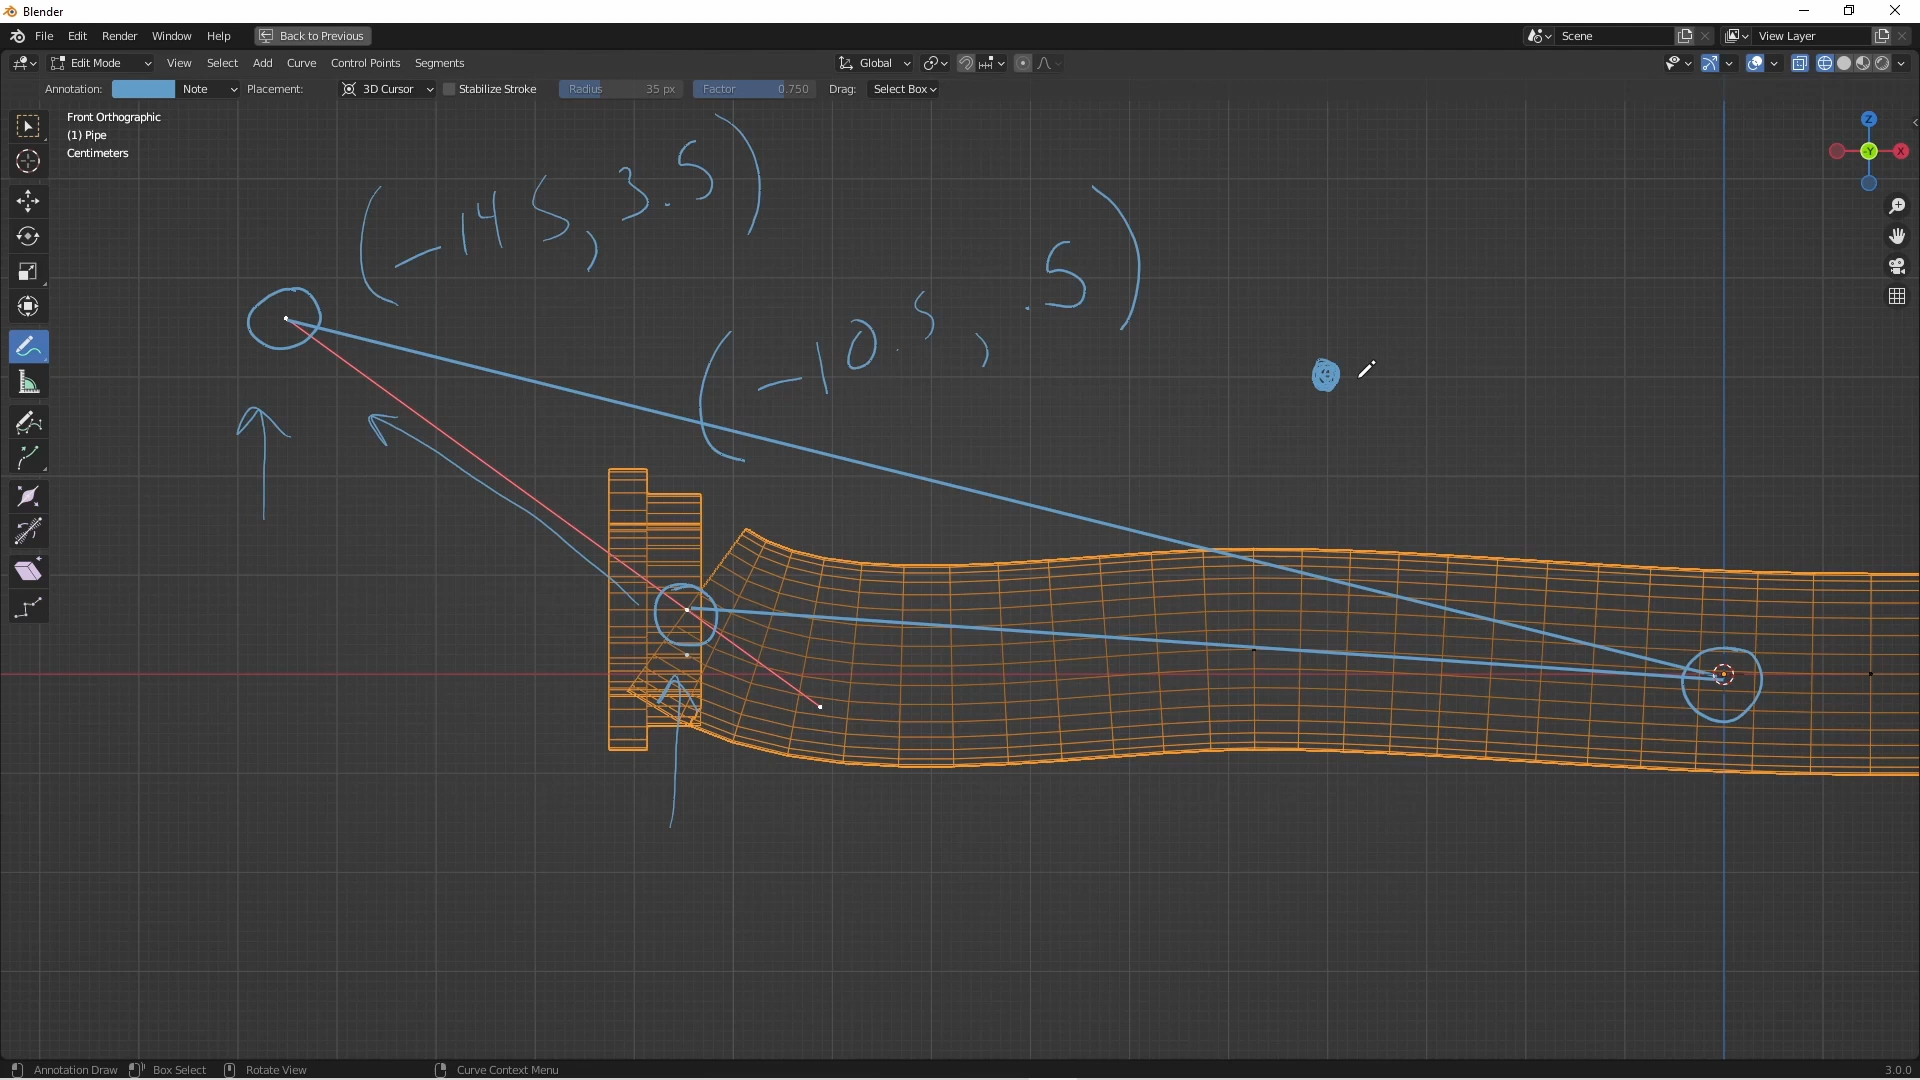 Blender
File Edit Render Window Help Back to Previous Scene View Layer
Edit Mode View Select Add Curve Control Points Segments Global
Annotation: Note Placement: 3D Cursor Stabilize Stroke Radius 35 px Factor 0.750 Drag: Select Box
Front Orthographic
(1) Pipe
Centimeters
Z
-Y X
(-145, 3.5)
(-10.5, .5)
Annotation Draw Box Select Rotate View Curve Context Menu 3.0.0